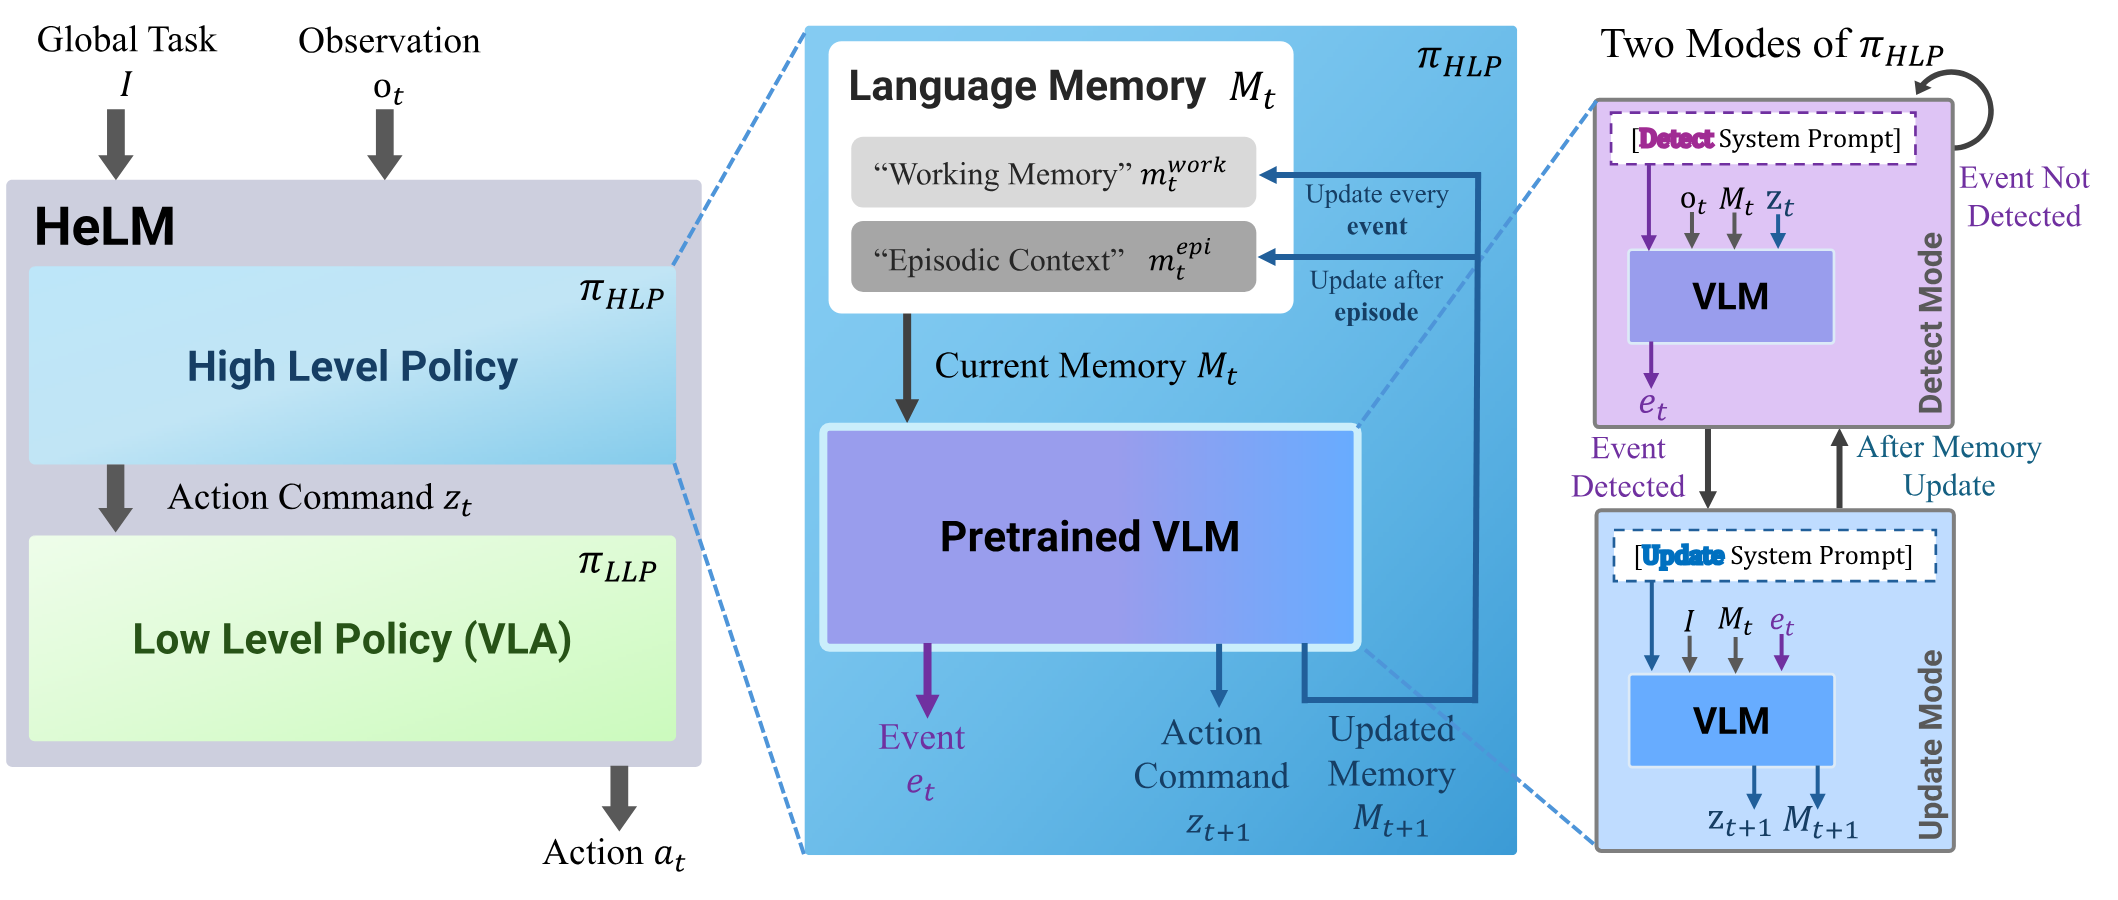 Global Task
I
Observation
o_t
HeLM
π_HLP
High Level Policy
Action Command z_t
π_LLP
Low Level Policy (VLA)
Action a_t
π_HLP
Language Memory M_t
“Working Memory” m_t^work
“Episodic Context” m_t^epi
Update every
event
Update after
episode
Current Memory M_t
Pretrained VLM
Event
e_t
Action
Command
z_t+1
Updated
Memory
M_t+1
Two Modes of π_HLP
[Detect System Prompt]
o_t M_t z_t
VLM
e_t
Detect Mode
Event Not
Detected
Event
Detected
After Memory
Update
[Update System Prompt]
I M_t e_t
VLM
z_t+1 M_t+1
Update Mode